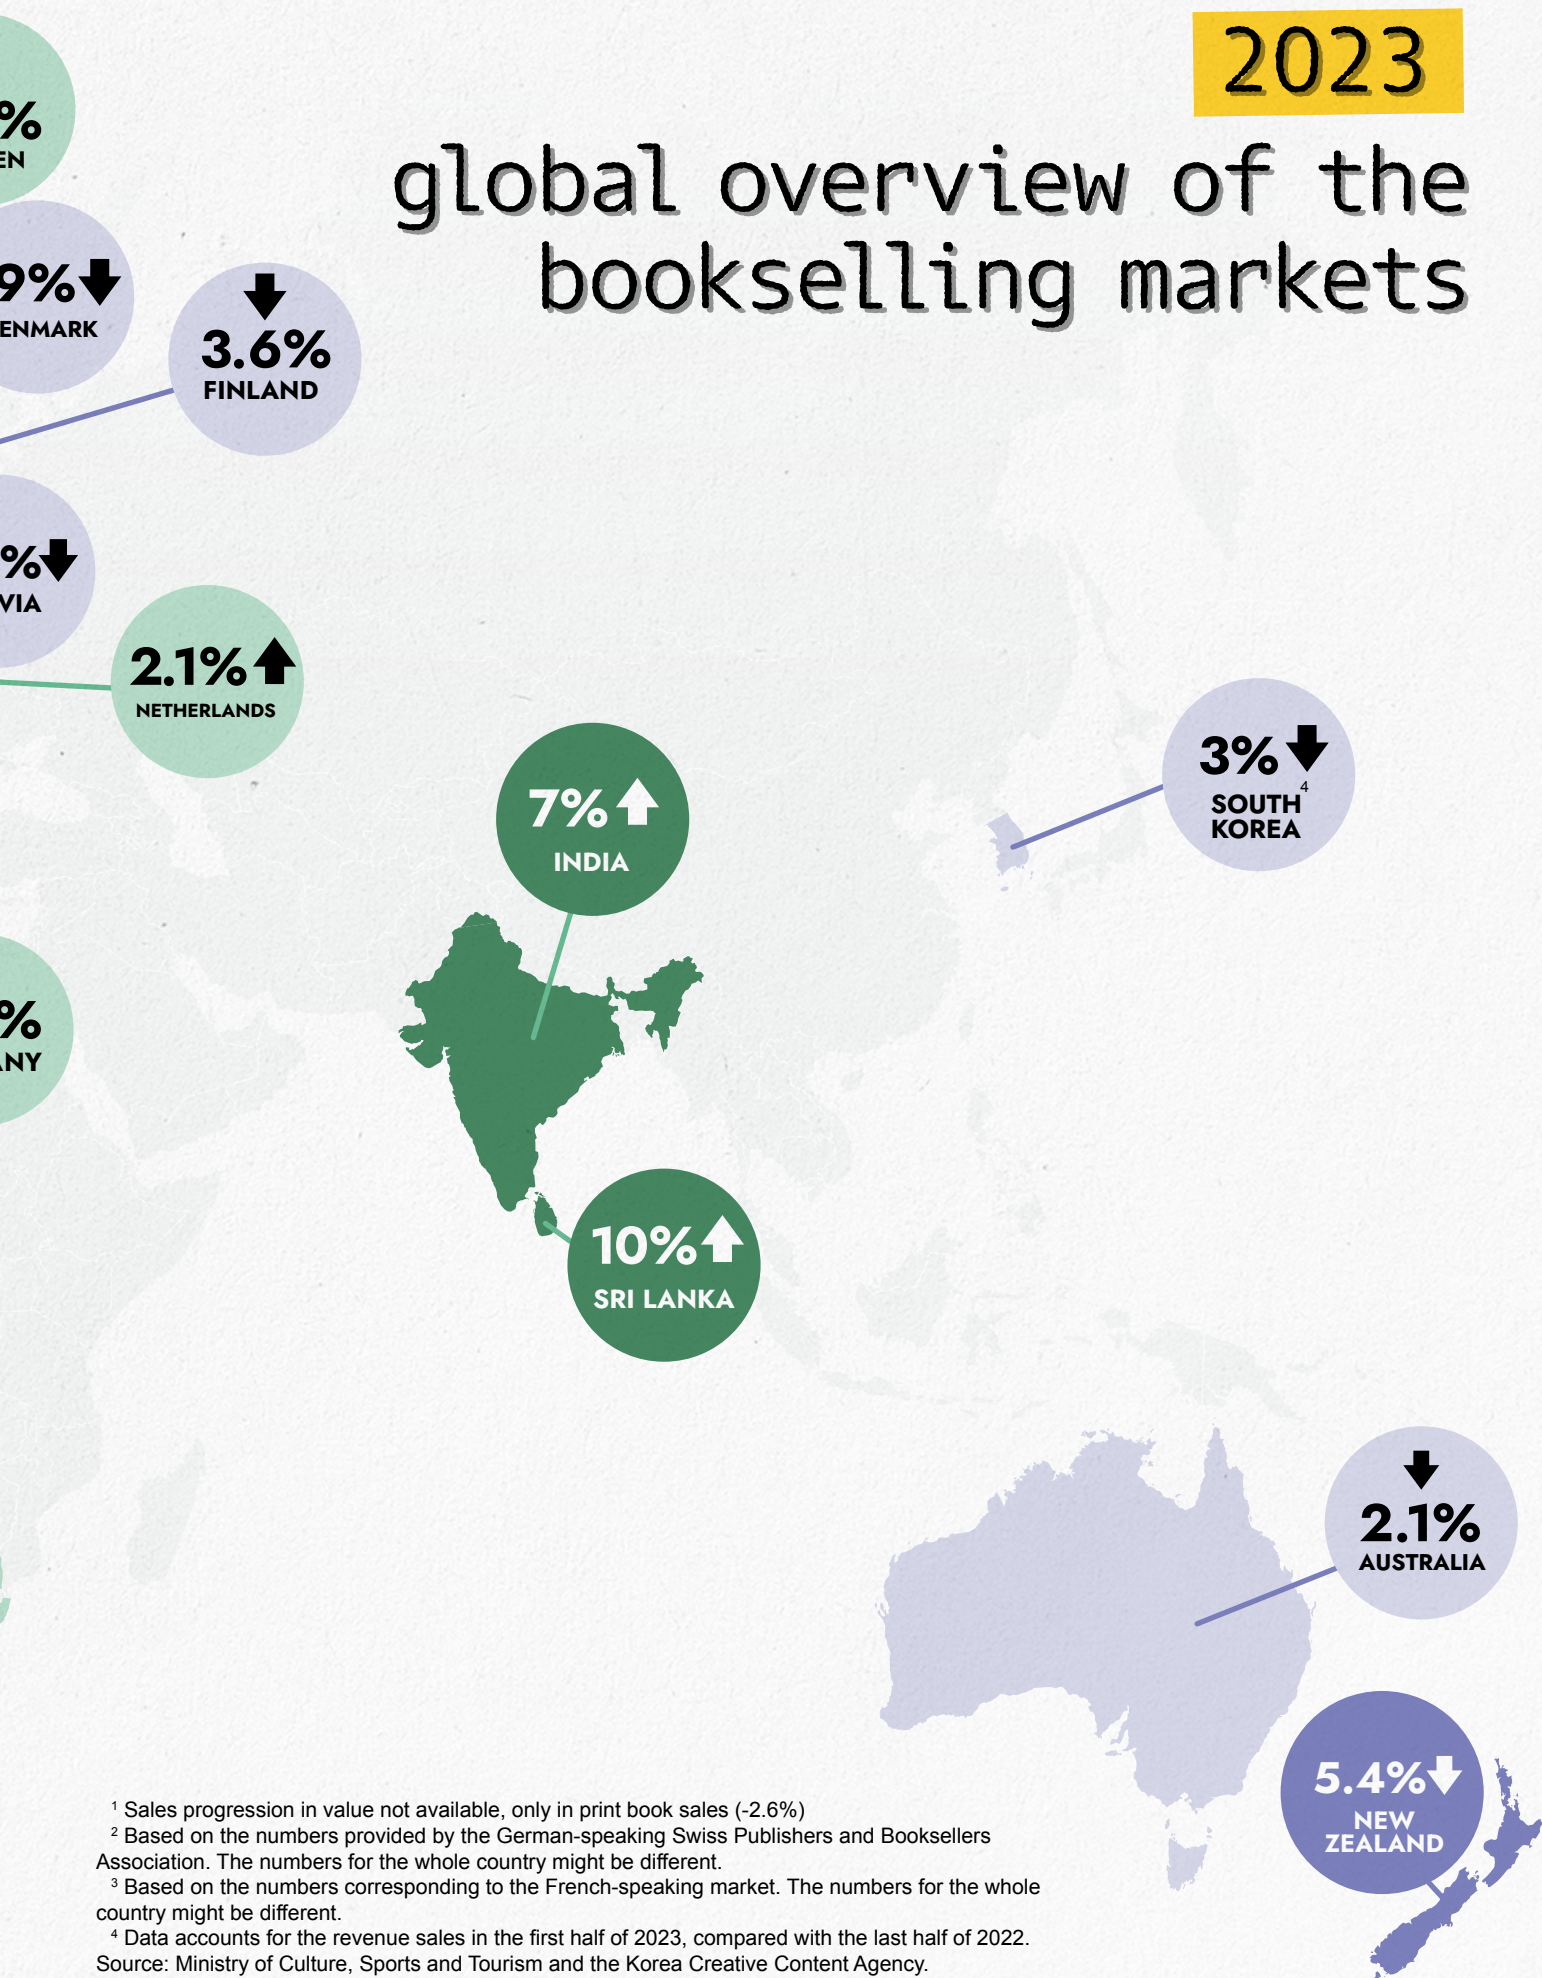 2023
global overview of the
bookselling markets
%
9%
ENMARK
3.6%
FINLAND
%
2.1%
NETHERLANDS
7%
INDIA
3%
SOUTH 4
KOREA
%
10%
SRI LANKA
2.1%
AUSTRALIA
5.4%
NEW
ZEALAND
1 Sales progression in value not available, only in print book sales (-2.6%)
2 Based on the numbers provided by the German-speaking Swiss Publishers and Booksellers
Association. The numbers for the whole country might be different.
3 Based on the numbers corresponding to the French-speaking market. The numbers for the whole
country might be different.
4 Data accounts for the revenue sales in the first half of 2023, compared with the last half of 2022.
Source: Ministry of Culture, Sports and Tourism and the Korea Creative Content Agency.